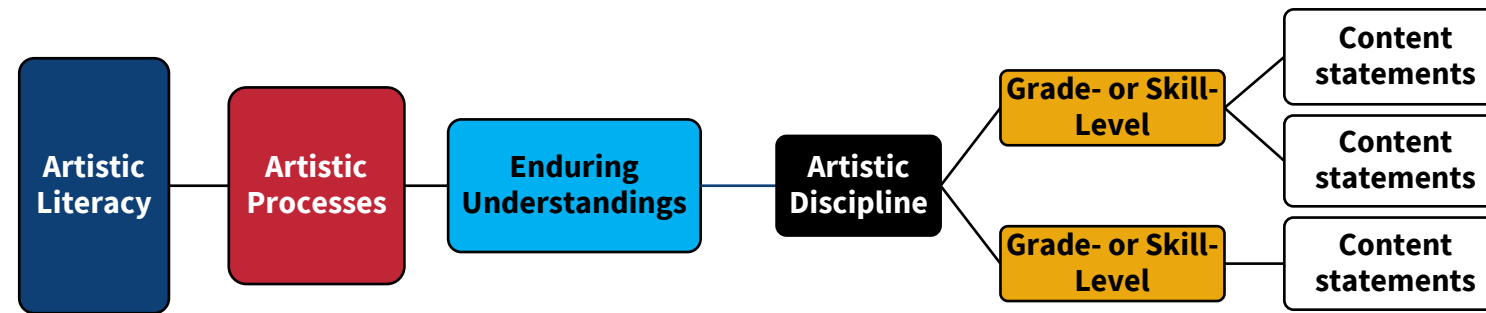 Artistic
Literacy
Artistic
Processes
Enduring
Understandings
Artistic
Discipline
Grade- or Skill-
Level
Grade- or Skill-
Level
Content
statements
Content
statements
Content
statements